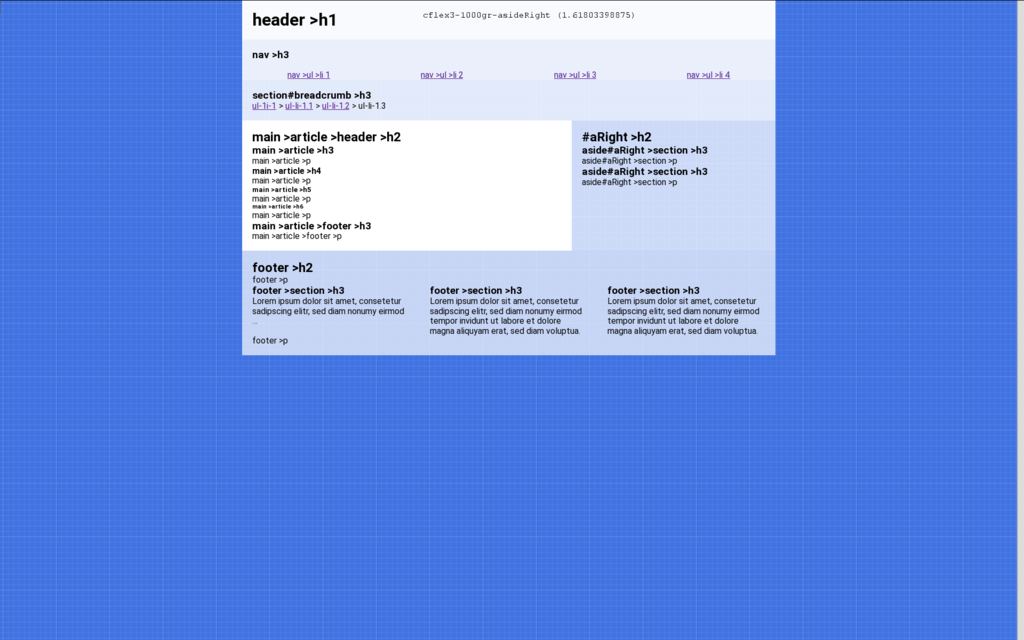 header >h1
cflex3-1000gr-asideRight (1.61803398875)
nav >h3
nav >ul >li 1
nav >ul >li 2
nav >ul >li 3
nav >ul >li 4
section#breadcrumb >h3
ul-1i-1 > ul-li-1.1 > ul-li-1.2 > ul-li-1.3
main >article >header >h2
main >article >h3
main >article >p
main >article >h4
main >article >p
main >article >h5
main >article >p
main >article >h6
main >article >p
main >article >footer >h3
main >article >footer >p
#aRight >h2
aside#aRight >section >h3
aside#aRight >section >p
aside#aRight >section >h3
aside#aRight >section >p
footer >h2
footer >p
footer >section >h3
Lorem ipsum dolor sit amet, consetetur
sadipscing elitr, sed diam nonumy eirmod
...
footer >section >h3
Lorem ipsum dolor sit amet, consetetur
sadipscing elitr, sed diam nonumy eirmod
tempor invidunt ut labore et dolore
magna aliquyam erat, sed diam voluptua.
footer >section >h3
Lorem ipsum dolor sit amet, consetetur
sadipscing elitr, sed diam nonumy eirmod
tempor invidunt ut labore et dolore
magna aliquyam erat, sed diam voluptua.
footer >p